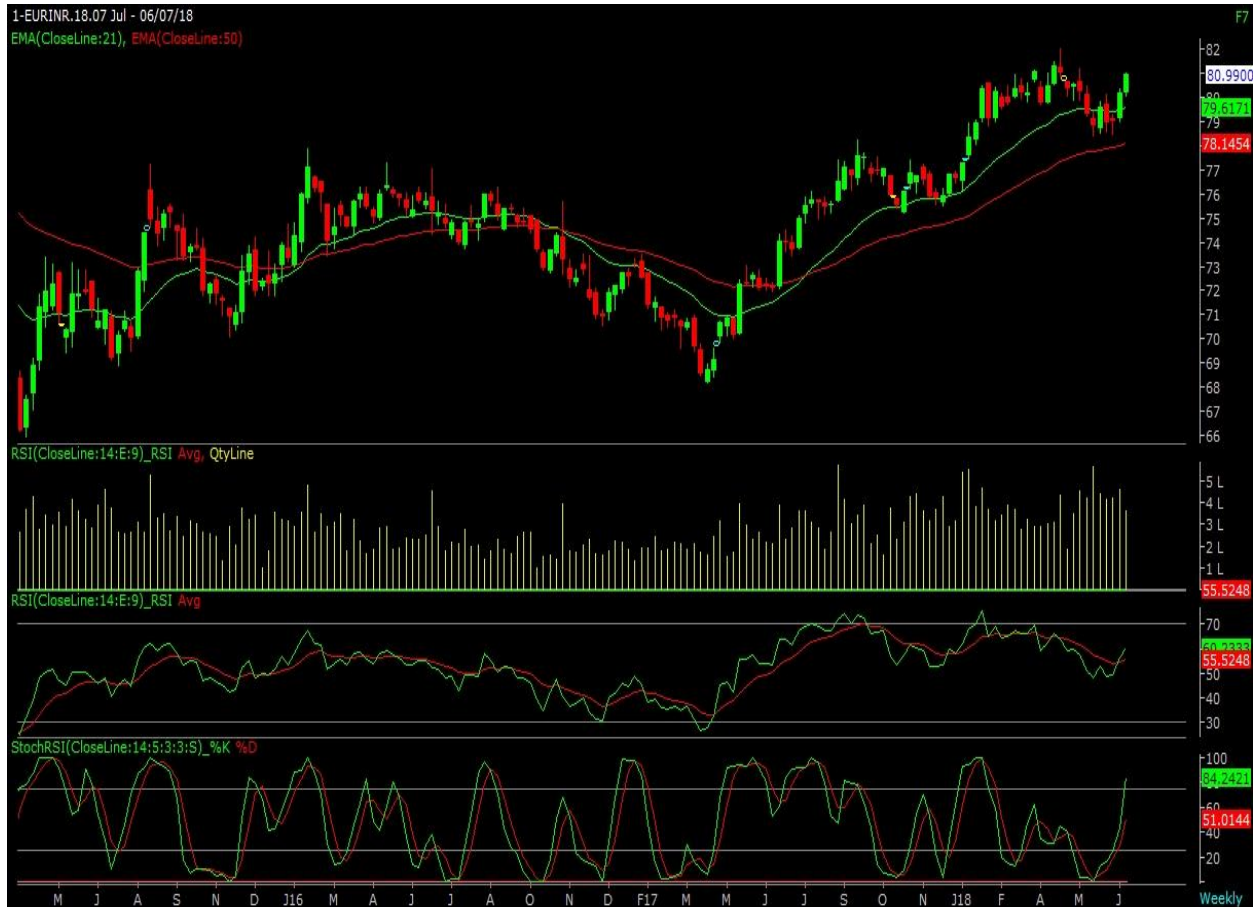 1-EURINR.18.07 Jul - 06/07/18 F7
EMA(CloseLine:21), EMA(CloseLine:50)
82
80.9900
79.6171
79
78.1454
77
76
75
74
73
72
71
70
69
68
67
66
RSI(CloseLine:14:E:9)_RSI Avg, QtyLine
5 L
4 L
3 L
2 L
1 L
55.5248
RSI(CloseLine:14:E:9)_RSI Avg
70
60.2333
55.5248
50
40
30
StochRSI(CloseLine:14:5:3:3:S)_%K %D
100
84.2421
60
51.0144
40
20
M J A S N D J16 M A J J A O N D F17 M M J J S O N J18 F A M J Weekly